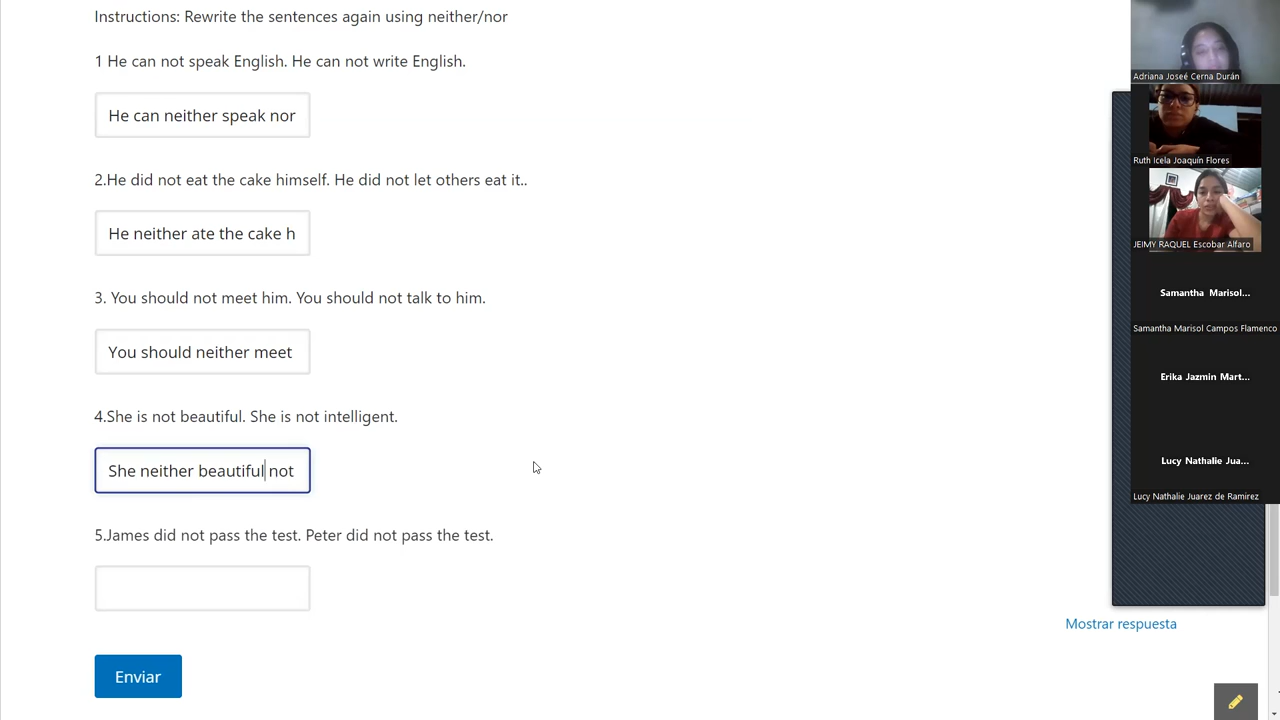 Instructions: Rewrite the sentences again using neither/nor
1 He can not speak English. He can not write English.
He can neither speak nor
2.He did not eat the cake himself. He did not let others eat it..
He neither ate the cake h
3. You should not meet him. You should not talk to him.
You should neither meet
4.She is not beautiful. She is not intelligent.
She neither beautiful not
5.James did not pass the test. Peter did not pass the test.
Mostrar respuesta
Enviar
Adriana Joseé Cerna Durán
Ruth Icela Joaquín Flores
JEIMY RAQUEL Escobar Alfaro
Samantha Marisol...
Samantha Marisol Campos Flamenco
Erika Jazmin Mart...
Lucy Nathalie Jua...
Lucy Nathalie Juarez de Ramirez